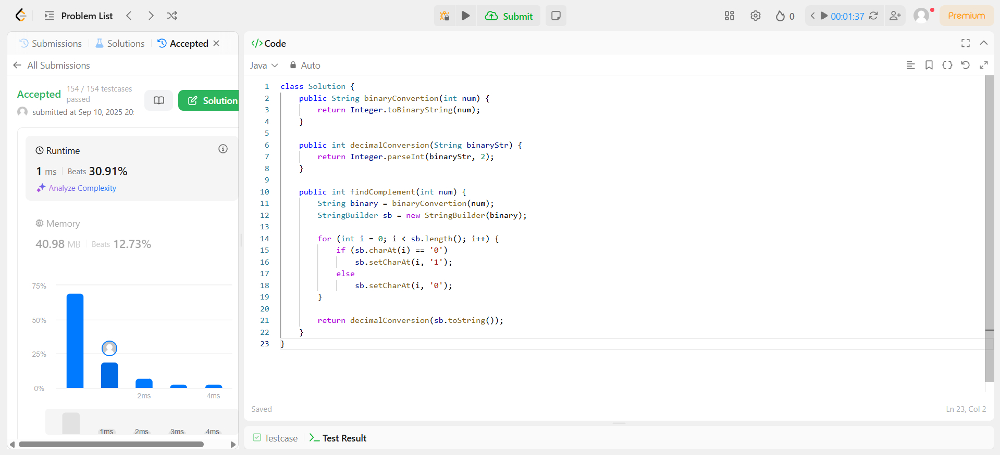 Problem List
Submit
0
00:01:37
Premium
Submissions
Solutions
Accepted
All Submissions
Accepted
154 / 154 testcases
passed
submitted at Sep 10, 2025 20:
Solution
Runtime
1 ms
Beats 30.91%
Analyze Complexity
Memory
40.98 MB
Beats 12.73%
75%
50%
25%
0%
2ms
4ms
1ms
2ms
3ms
4ms
</> Code
Java
Auto
1 class Solution {
2 public String binaryConvertion(int num) {
3 return Integer.toBinaryString(num);
4 }
5
6 public int decimalConversion(String binaryStr) {
7 return Integer.parseInt(binaryStr, 2);
8 }
9
10 public int findComplement(int num) {
11 String binary = binaryConvertion(num);
12 StringBuilder sb = new StringBuilder(binary);
13
14 for (int i = 0; i < sb.length(); i++) {
15 if (sb.charAt(i) == '0')
16 sb.setCharAt(i, '1');
17 else
18 sb.setCharAt(i, '0');
19 }
20
21 return decimalConversion(sb.toString());
22 }
23 }
Saved
Ln 23, Col 2
Testcase
Test Result